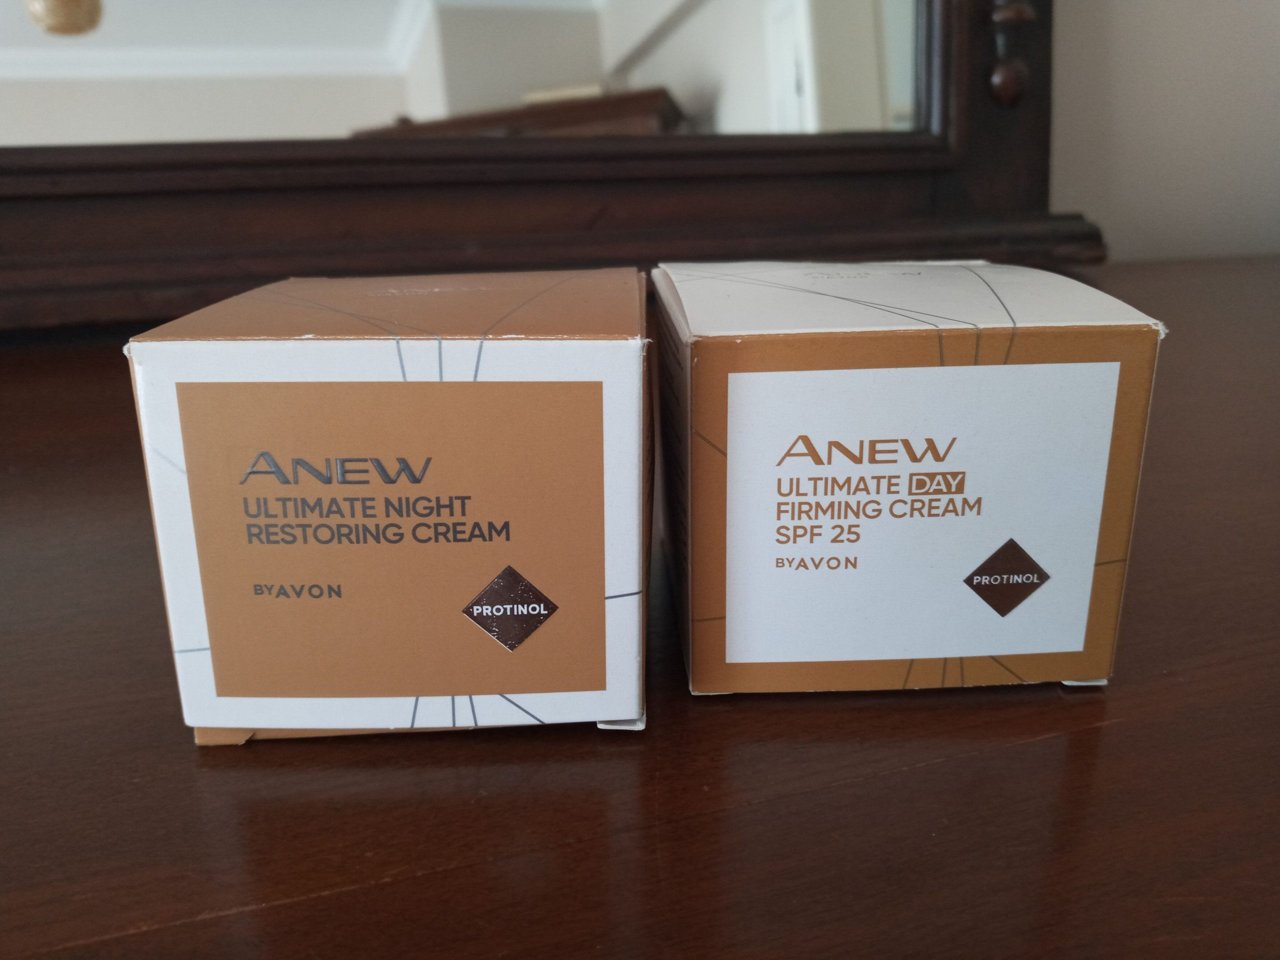 ANEW
ULTIMATE NIGHT
RESTORING CREAM
BY AVON
PROTINOL
ANEW
ULTIMATE DAY
FIRMING CREAM
SPF 25
BY AVON
PROTINOL